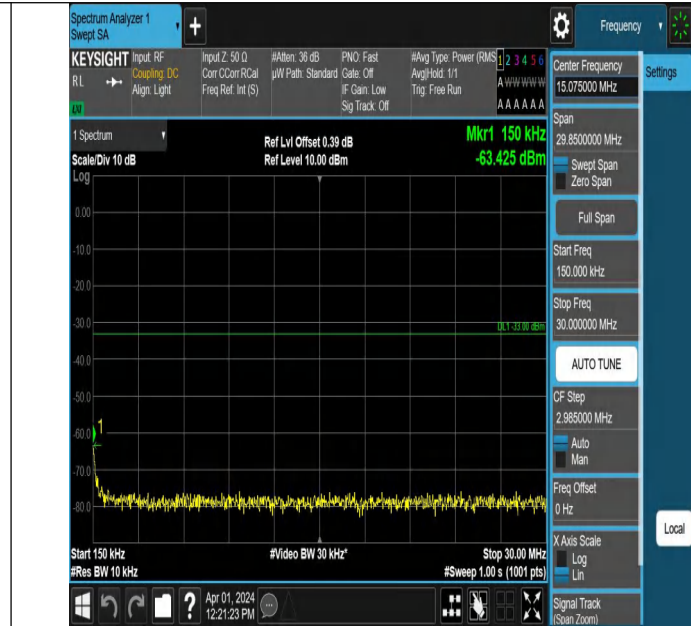 Spectrum Analyzer 1
Swept SA
Frequency
KEYSIGHT
RL
LXI
Input: RF
Coupling: DC
Align: Light
Input Z: 50 Ω
Corr CCorr RCal
Freq Ref: Int (S)
#Atten: 36 dB
µW Path: Standard
PNO: Fast
Gate: Off
IF Gain: Low
Sig Track: Off
#Avg Type: Power (RMS
Avg|Hold: 1/1
Trig: Free Run
1 2 3 4 5 6
A W W W W W
A A A A A A
1 Spectrum
Scale/Div 10 dB
Log
Ref Lvl Offset 0.39 dB
Ref Level 10.00 dBm
Mkr1 150 kHz
-63.425 dBm
0.00
-10.0
-20.0
-30.0
DL1 -33.00 dBm
-40.0
-50.0
-60.0
1
-70.0
-80.0
Start 150 kHz
#Res BW 10 kHz
#Video BW 30 kHz*
Stop 30.00 MHz
#Sweep 1.00 s (1001 pts)
Apr 01, 2024
12:21:23 PM
Center Frequency
15.075000 MHz
Settings
Span
29.8500000 MHz
Swept Span
Zero Span
Full Span
Start Freq
150.000 kHz
Stop Freq
30.000000 MHz
AUTO TUNE
CF Step
2.985000 MHz
Auto
Man
Freq Offset
0 Hz
Local
X Axis Scale
Log
Lin
Signal Track
(Span Zoom)